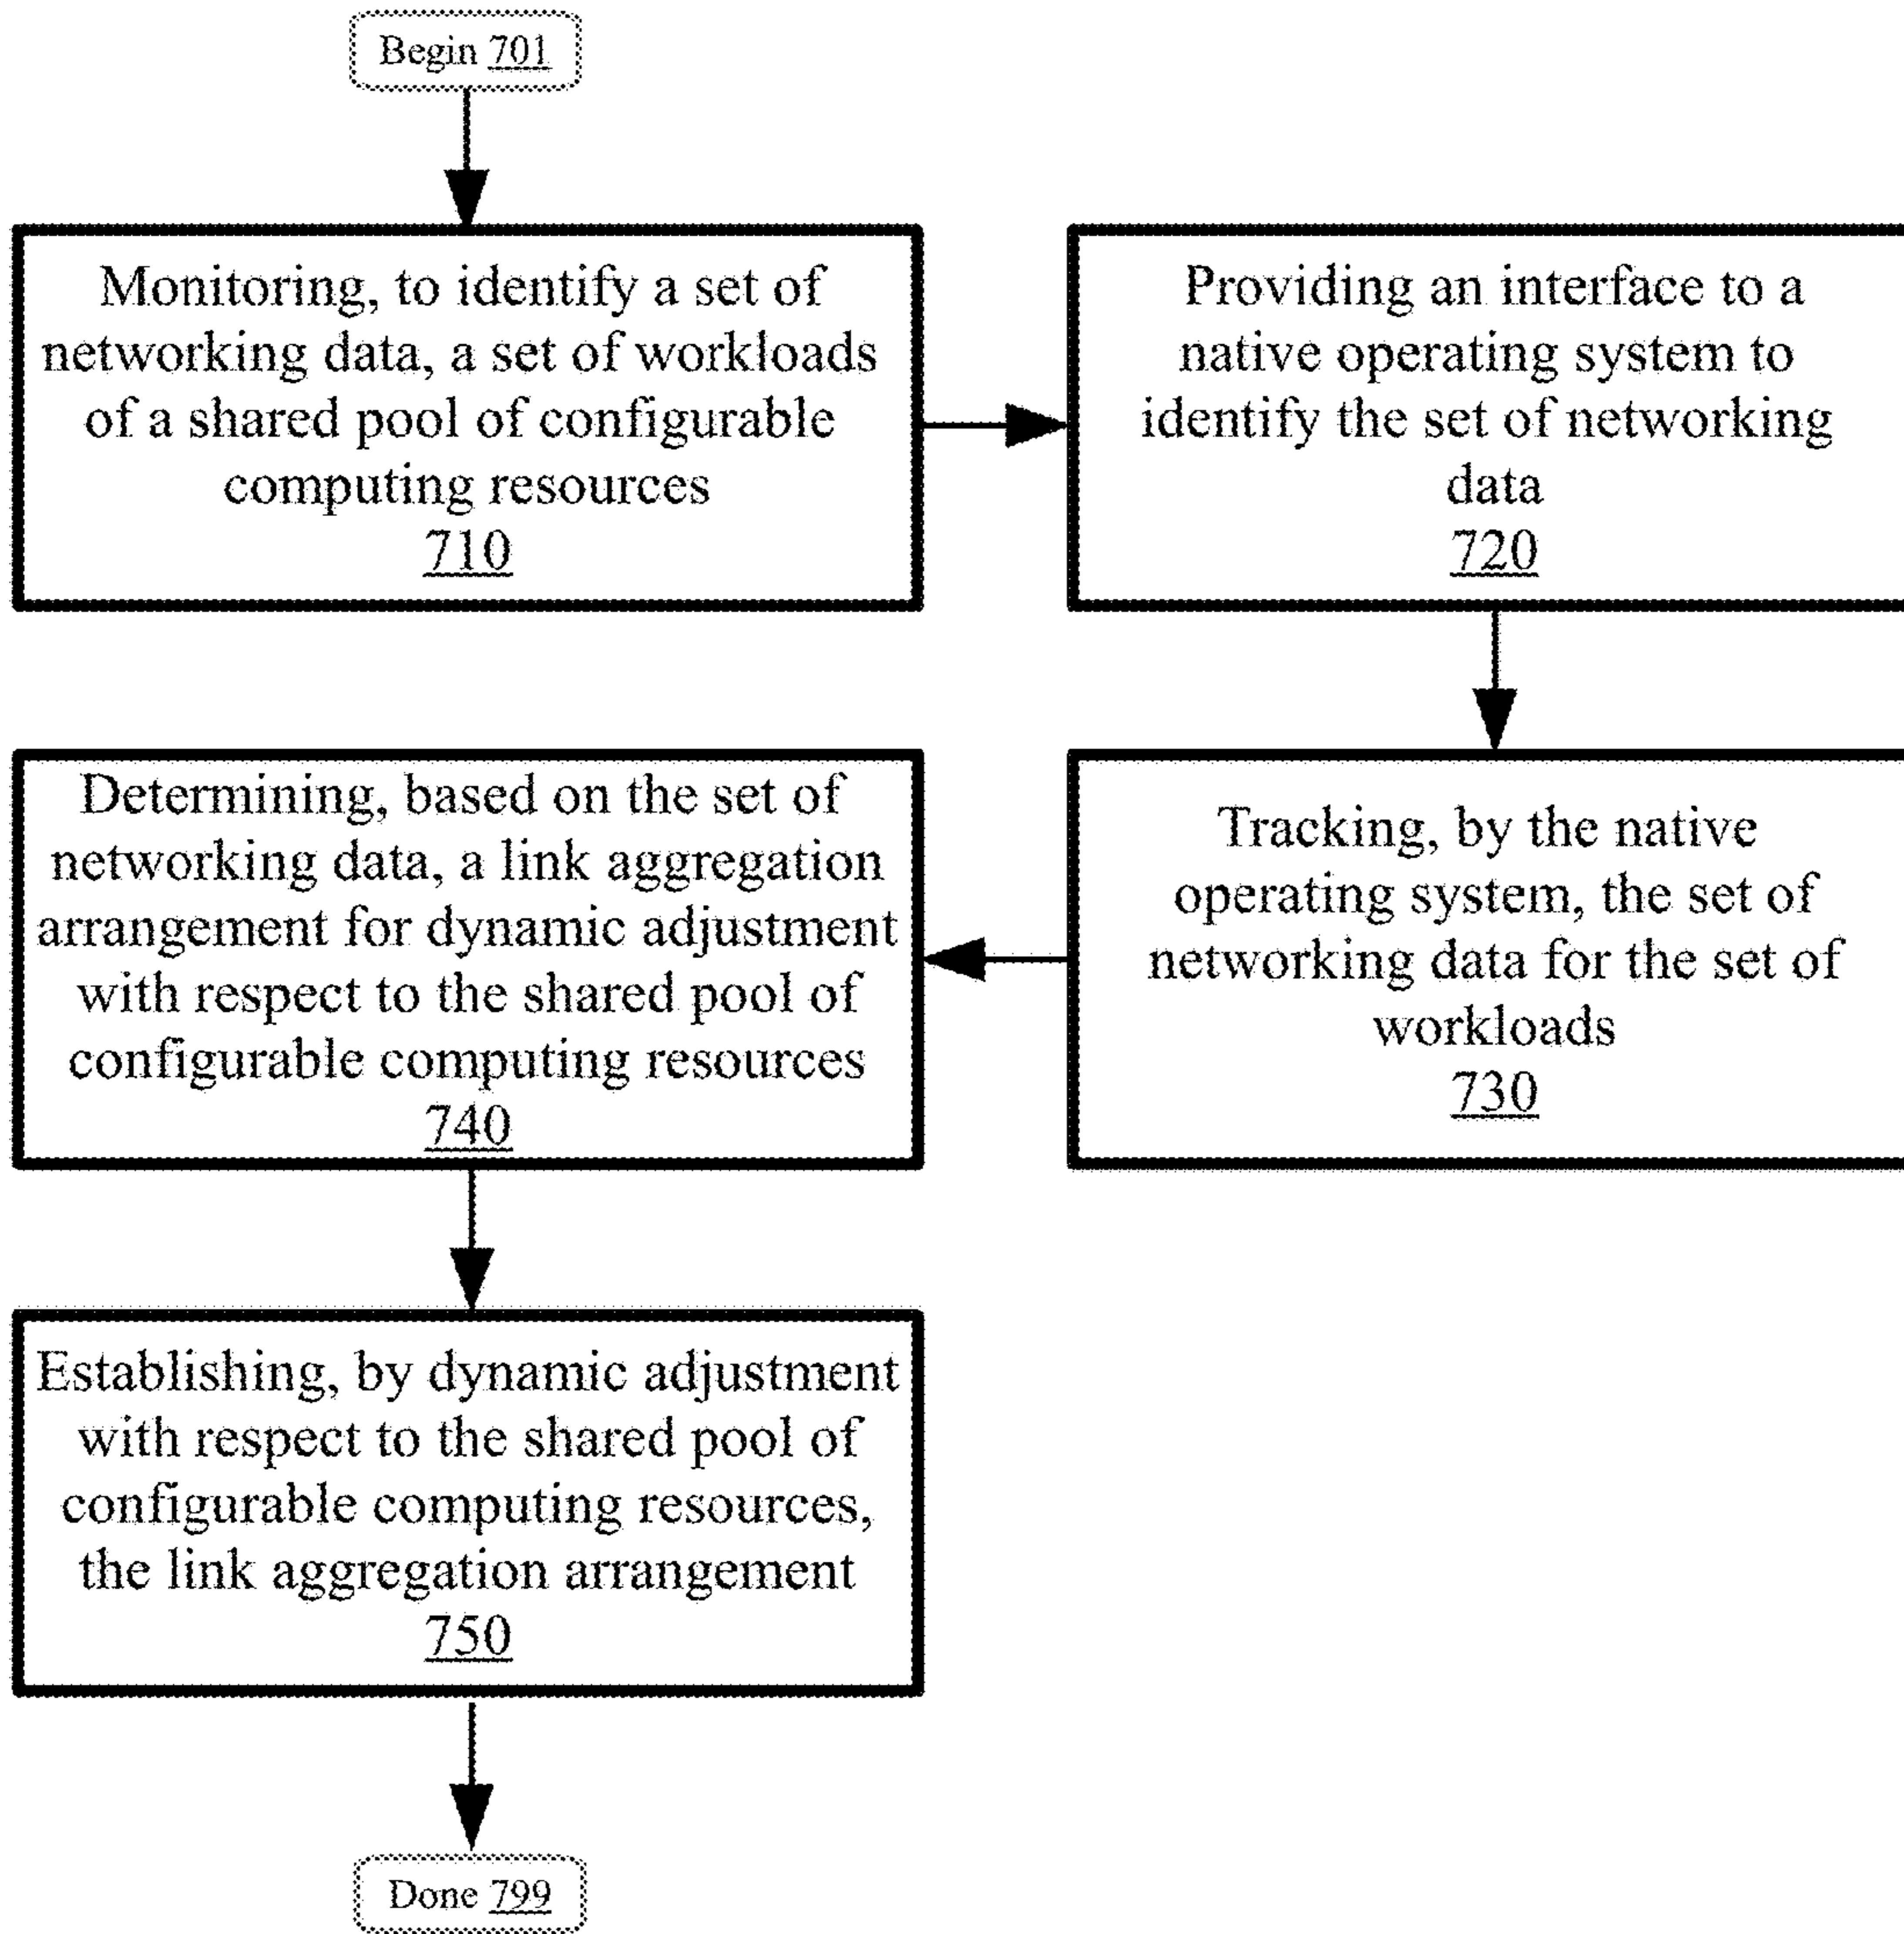 Begin 701
Monitoring, to identify a set of
networking data, a set of workloads
of a shared pool of configurable
computing resources
710
Providing an interface to a
native operating system to
identify the set of networking
data
720
Tracking, by the native
operating system, the set of
networking data for the set of
workloads
730
Determining, based on the set of
networking data, a link aggregation
arrangement for dynamic adjustment
with respect to the shared pool of
configurable computing resources
740
Establishing, by dynamic adjustment
with respect to the shared pool of
configurable computing resources,
the link aggregation arrangement
750
Done 799